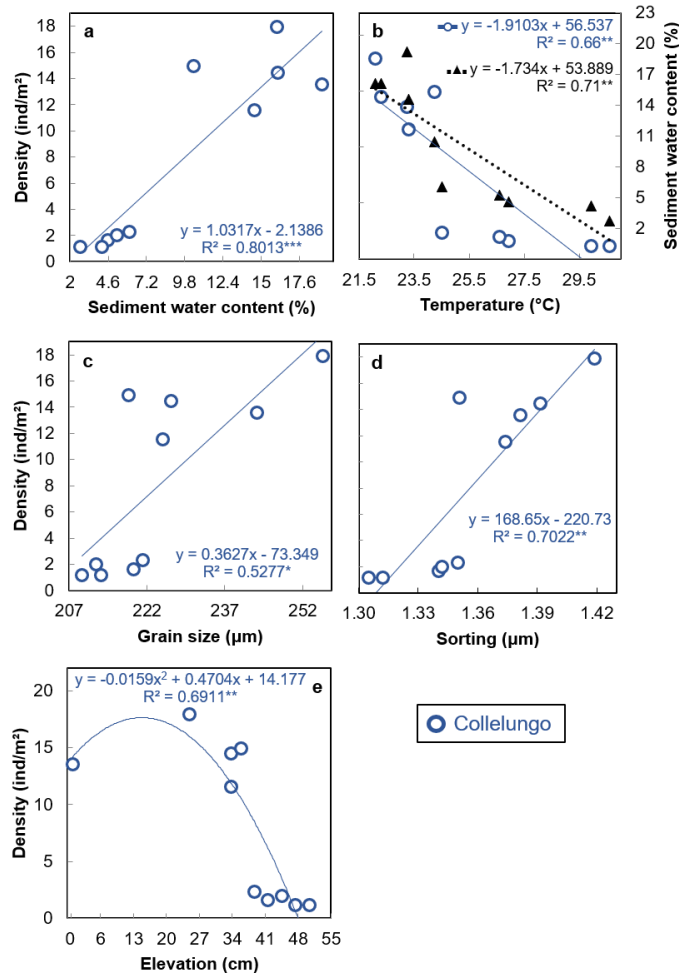 a
Density (ind/m²)
18
16
14
12
10
8
6
4
2
0
y = 1.0317x - 2.1386
R² = 0.8013***
2
4.6
7.2
9.8
12.4
15
17.6
Sediment water content (%)
b
y = -1.9103x + 56.537
R² = 0.66**
y = -1.734x + 53.889
R² = 0.71**
23
20
17
14
11
8
5
2
Sediment water content (%)
21.5
23.5
25.5
27.5
29.5
Temperature (°C)
c
Density (ind/m²)
18
16
14
12
10
8
6
4
2
0
y = 0.3627x - 73.349
R² = 0.5277*
207
222
237
252
Grain size (μm)
d
y = 168.65x - 220.73
R² = 0.7022**
1.30
1.33
1.36
1.39
1.42
Sorting (μm)
y = -0.0159x² + 0.4704x + 14.177
R² = 0.6911**
e
Density (ind/m²)
20
15
10
5
0
0
6
13
20
27
34
41
48
55
Elevation (cm)
Collelungo